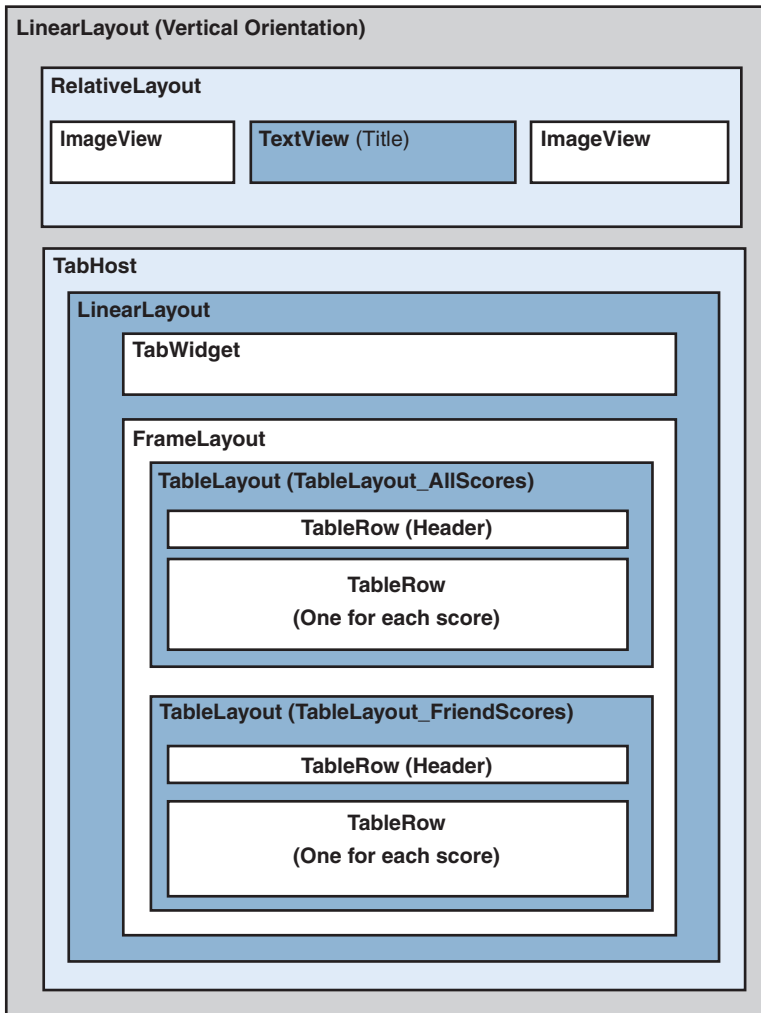 LinearLayout (Vertical Orientation)
RelativeLayout
ImageView
TextView (Title)
ImageView
TabHost
LinearLayout
TabWidget
FrameLayout
TableLayout (TableLayout_AllScores)
TableRow (Header)
TableRow
(One for each score)
TableLayout (TableLayout_FriendScores)
TableRow (Header)
TableRow
(One for each score)